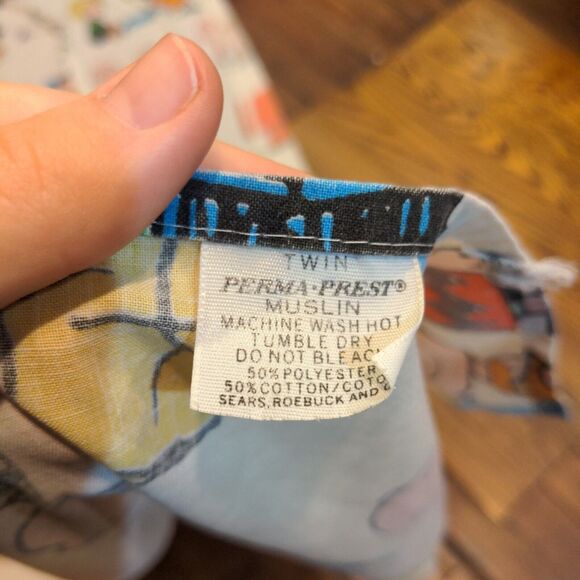 TWIN
PERMA·PREST®
MUSLIN
MACHINE WASH HOT
TUMBLE DRY
DO NOT BLEAC
50% POLYESTER
50% COTTON/COTO
SEARS, ROEBUCK AND